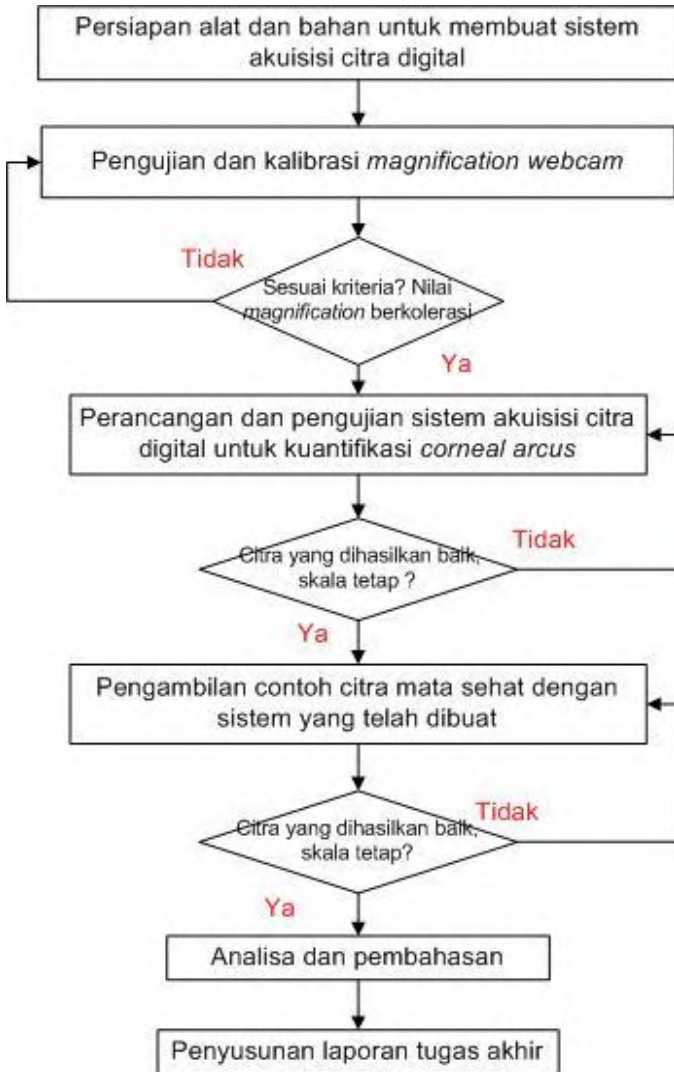 Persiapan alat dan bahan untuk membuat sistem
akuisisi citra digital
Pengujian dan kalibrasi magnification webcam
Tidak
Sesuai kriteria? Nilai
magnification berkolerasi
Ya
Perancangan dan pengujian sistem akuisisi citra
digital untuk kuantifikasi corneal arcus
Citra yang dihasilkan baik,
skala tetap ?
Tidak
Ya
Pengambilan contoh citra mata sehat dengan
sistem yang telah dibuat
Citra yang dihasilkan baik,
skala tetap?
Tidak
Ya
Analisa dan pembahasan
Penyusunan laporan tugas akhir